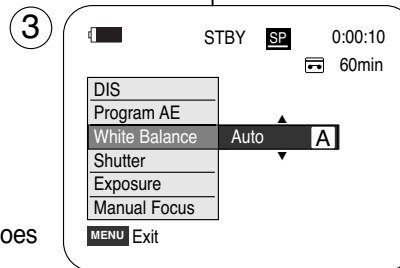 3
STBY SP 0:00:10
60min
DIS
Program AE
White Balance Auto A
Shutter
Exposure
Manual Focus
oes
MENU Exit